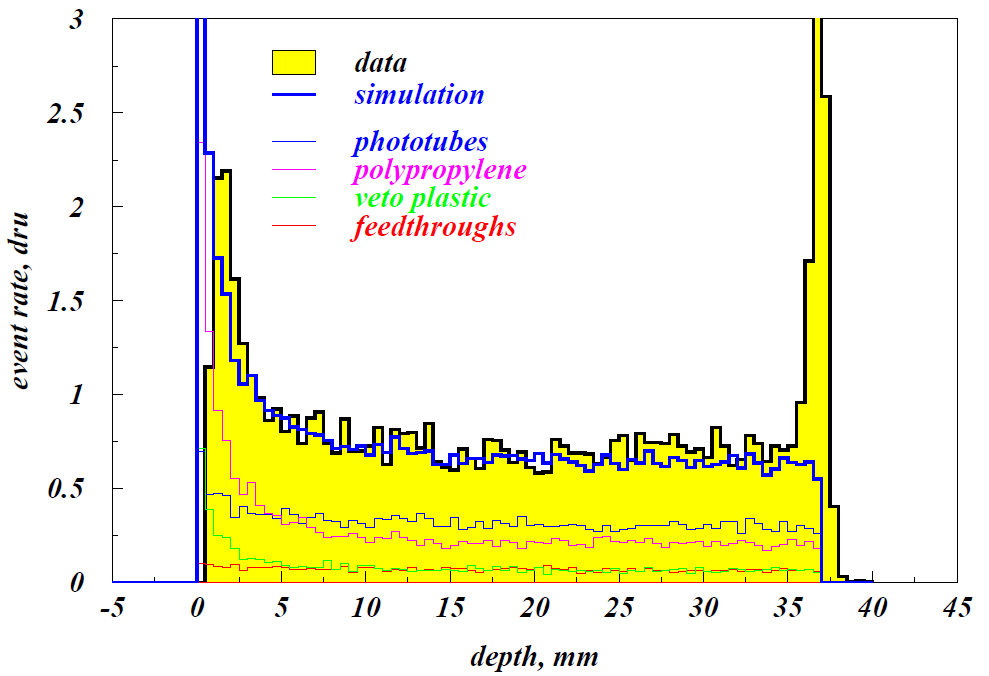 3
2.5
2
1.5
1
0.5
0
event rate, dru
data
simulation
phototubes
polypropylene
veto plastic
feedthroughs
-5 0 5 10 15 20 25 30 35 40 45
depth, mm